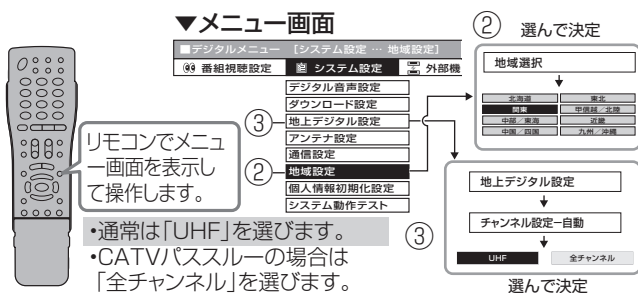 ▼メニュー画面
■デジタルメニュー [システム設定 … 地域設定]
番組視聴設定 システム設定 外部機
デジタル音声設定
ダウンロード設定
③ 地上デジタル設定
アンテナ設定
通信設定
② 地域設定
個人情報初期化設定
システム動作テスト
リモコンでメニュ
ー画面を表示し
て操作します。
•通常は「UHF」を選びます。
•CATVパススルーの場合は
「全チャンネル」を選びます。
② 選んで決定
地域選択
北海道 東北
関東 甲信越／北陸
中部／東海 近畿
中国／四国 九州／沖縄
③
地上デジタル設定
チャンネル設定ー自動
UHF 全チャンネル
選んで決定